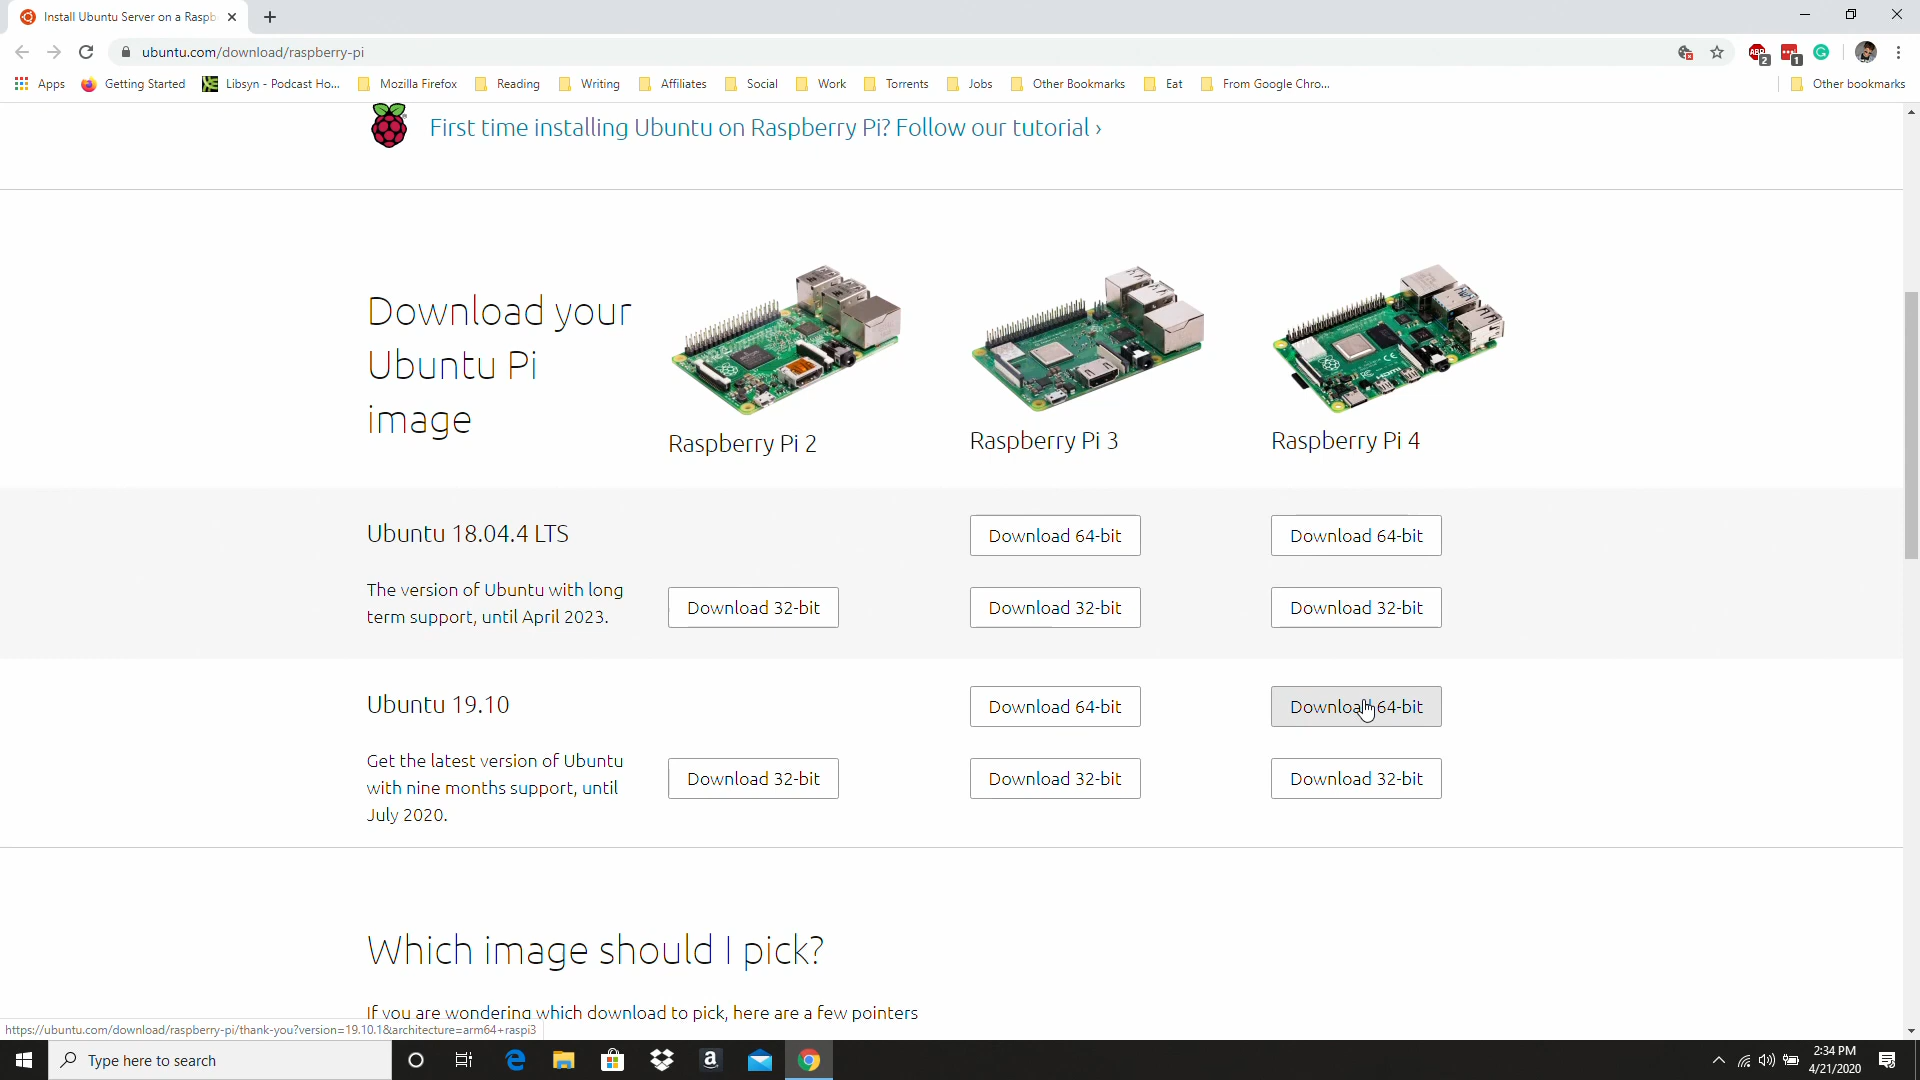 Install Ubuntu Server on a Raspb
ubuntu.com/download/raspberry-pi
ABP
2
1
Apps
Getting Started
Libsyn - Podcast Ho...
Mozilla Firefox
Reading
Writing
Affiliates
Social
Work
Torrents
Jobs
Other Bookmarks
Eat
From Google Chro...
Other bookmarks
First time installing Ubuntu on Raspberry Pi? Follow our tutorial ›
Download your
Ubuntu Pi
image
Raspberry Pi 2
Raspberry Pi 3
Raspberry Pi 4
Ubuntu 18.04.4 LTS
Download 64-bit
Download 64-bit
The version of Ubuntu with long
term support, until April 2023.
Download 32-bit
Download 32-bit
Download 32-bit
Ubuntu 19.10
Download 64-bit
Download 64-bit
Get the latest version of Ubuntu
with nine months support, until
July 2020.
Download 32-bit
Download 32-bit
Download 32-bit
Which image should I pick?
If you are wondering which download to pick, here are a few pointers
https://ubuntu.com/download/raspberry-pi/thank-you?version=19.10.1&architecture=arm64+raspi3
Type here to search
2:34 PM
4/21/2020